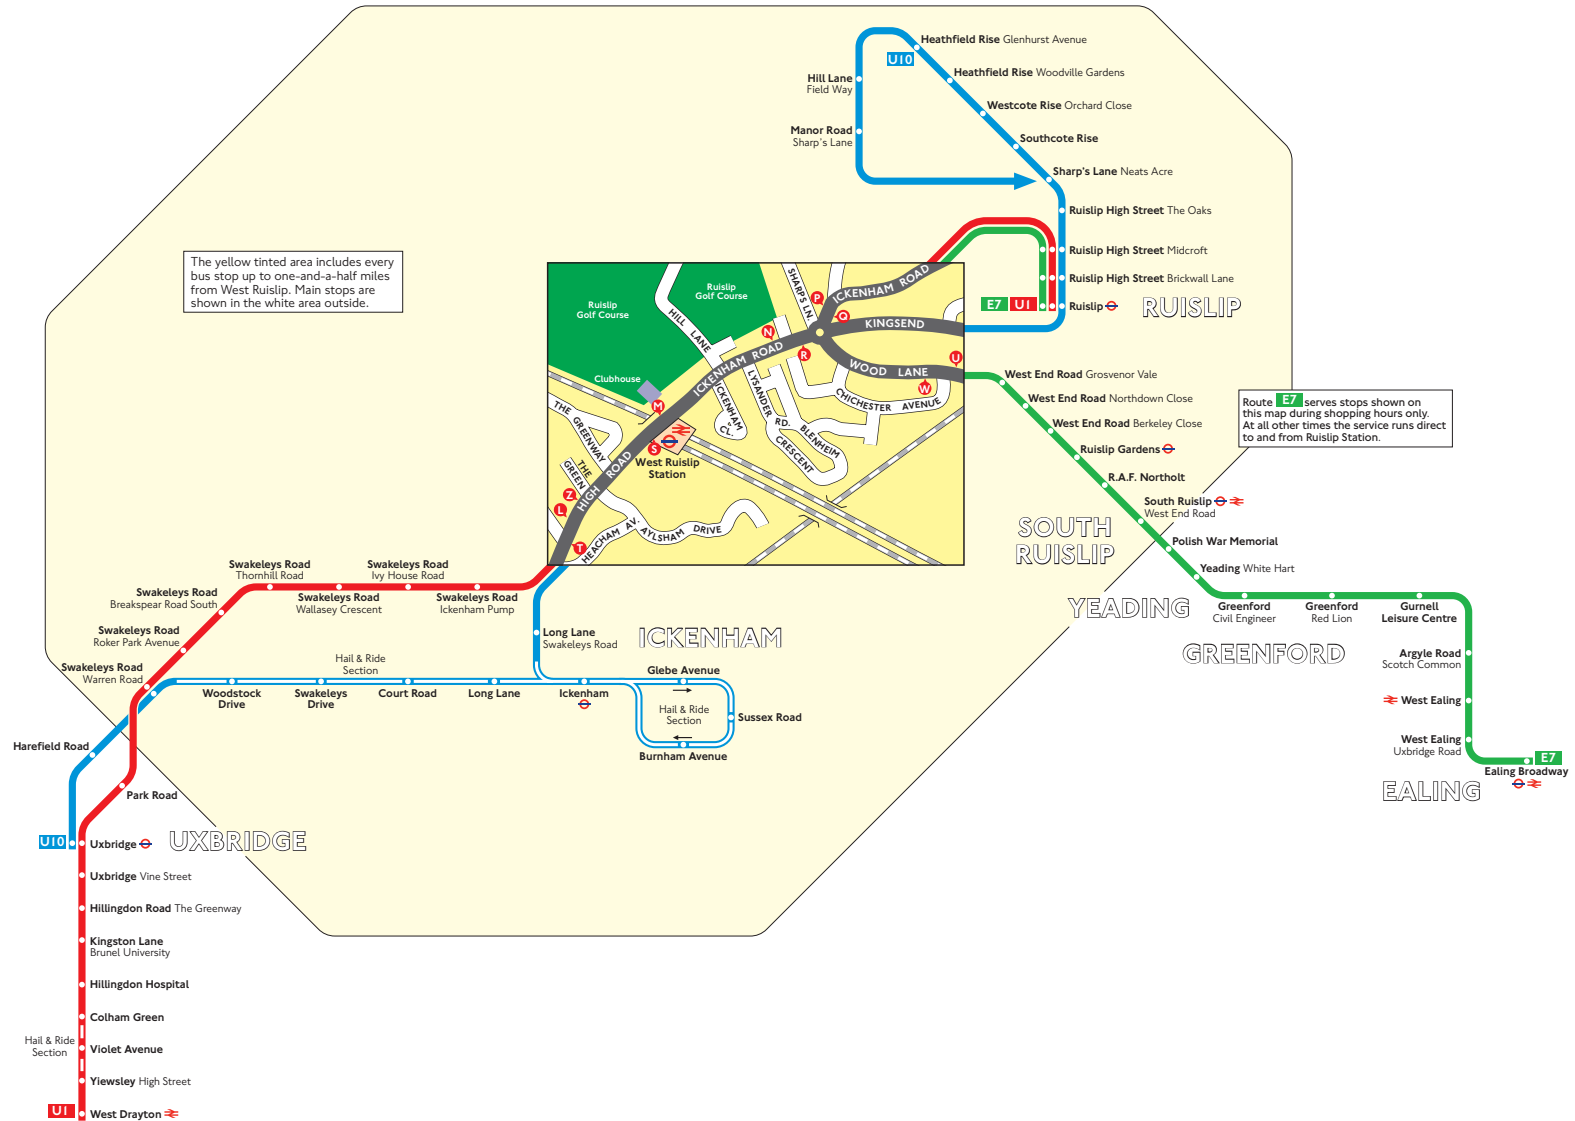 Heathfield Rise Glenhurst Avenue
U10
Heathfield Rise Woodville Gardens
Hill Lane
Field Way
Westcote Rise Orchard Close
Manor Road
Sharp's Lane
Southcote Rise
Sharp's Lane Neats Acre
Ruislip High Street The Oaks
Ruislip High Street Midcroft
Ruislip High Street Brickwall Lane
E7
U1
Ruislip
RUISLIP
The yellow tinted area includes every
bus stop up to one-and-a-half miles
from West Ruislip. Main stops are
shown in the white area outside.
Ruislip
Golf Course
Ruislip
Golf Course
SHARPS LN.
P
ICKENHAM ROAD
HILL LANE
N
Q
KINGSEND
R
ICKENHAM ROAD
U
WOOD LANE
W
Clubhouse
M
ICKENHAM
CL.
LYSANDER
RD.
CHICHESTER AVENUE
BLENHEIM
CRESCENT
THE
GREENWAY
S
West Ruislip
Station
THE
GREEN
HIGH ROAD
Z
L
T
HEACHAM AV.
AYLSHAM DRIVE
West End Road Grosvenor Vale
West End Road Northdown Close
West End Road Berkeley Close
Ruislip Gardens
R.A.F. Northolt
South Ruislip
West End Road
SOUTH
RUISLIP
Polish War Memorial
Yeading White Hart
YEADING
Route E7 serves stops shown on
this map during shopping hours only.
At all other times the service runs direct
to and from Ruislip Station.
Greenford
Civil Engineer
Greenford
Red Lion
Gurnell
Leisure Centre
GREENFORD
Argyle Road
Scotch Common
West Ealing
West Ealing
Uxbridge Road
E7
Ealing Broadway
EALING
Swakeleys Road
Thornhill Road
Swakeleys Road
Ivy House Road
Swakeleys Road
Breakspear Road South
Swakeleys Road
Wallasey Crescent
Swakeleys Road
Ickenham Pump
Swakeleys Road
Roker Park Avenue
Long Lane
Swakeleys Road
ICKENHAM
Swakeleys Road
Warren Road
Hail & Ride
Section
Woodstock
Drive
Swakeleys
Drive
Court Road
Long Lane
Ickenham
Glebe Avenue
Hail & Ride
Section
Sussex Road
Burnham Avenue
Harefield Road
Park Road
U10
Uxbridge
UXBRIDGE
Uxbridge Vine Street
Hillingdon Road The Greenway
Kingston Lane
Brunel University
Hillingdon Hospital
Colham Green
Hail & Ride
Section
Violet Avenue
Yiewsley High Street
U1
West Drayton